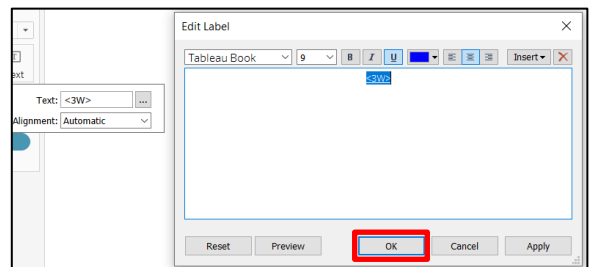 Edit Label
Tableau Book 9 B I U Insert
<3W>
ext
Text: <3W> ...
Alignment: Automatic
Reset Preview OK Cancel Apply